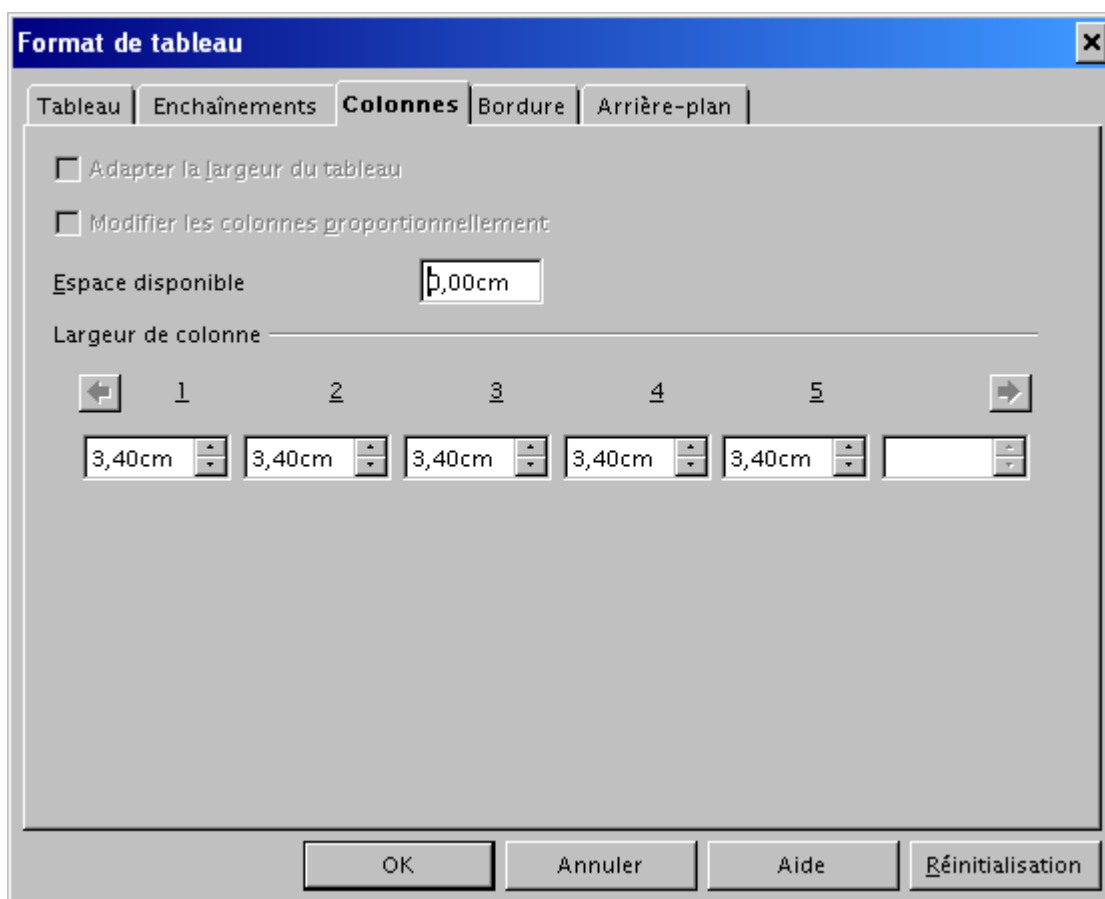 Format de tableau
Tableau Enchaînements Colonnes Bordure Arrière-plan
Adapter la largeur du tableau
Modifier les colonnes proportionnellement
Espace disponible 0,00cm
Largeur de colonne
1 2 3 4 5
3,40cm 3,40cm 3,40cm 3,40cm 3,40cm
OK Annuler Aide Réinitialisation